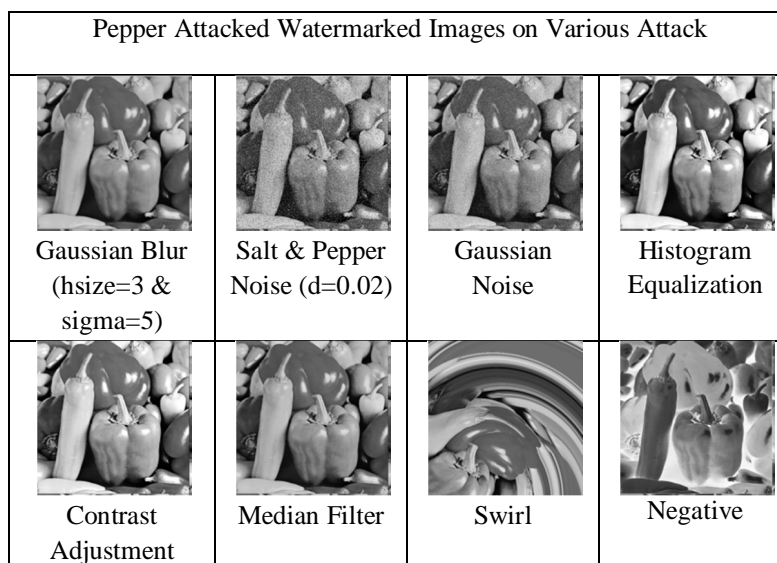 Pepper Attacked Watermarked Images on Various Attack
Gaussian Blur
(hsize=3 &
sigma=5)
Salt & Pepper
Noise (d=0.02)
Gaussian
Noise
Histogram
Equalization
Contrast
Adjustment
Median Filter
Swirl
Negative